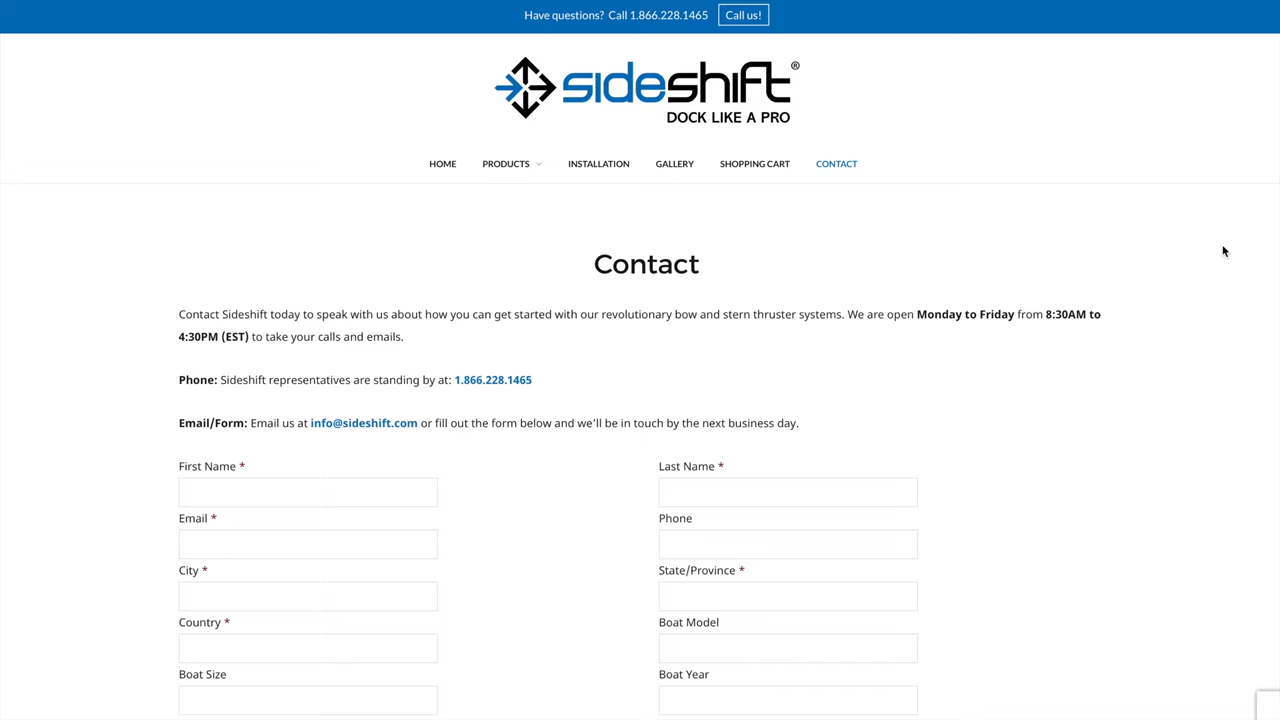 Have questions? Call 1.866.228.1465 Call us!
sideshift®
DOCK LIKE A PRO
HOME PRODUCTS INSTALLATION GALLERY SHOPPING CART CONTACT
Contact
Contact Sideshift today to speak with us about how you can get started with our revolutionary bow and stern thruster systems. We are open Monday to Friday from 8:30AM to
4:30PM (EST) to take your calls and emails.
Phone: Sideshift representatives are standing by at: 1.866.228.1465
Email/Form: Email us at info@sideshift.com or fill out the form below and we'll be in touch by the next business day.
First Name * Last Name *
Email * Phone
City * State/Province *
Country * Boat Model
Boat Size Boat Year